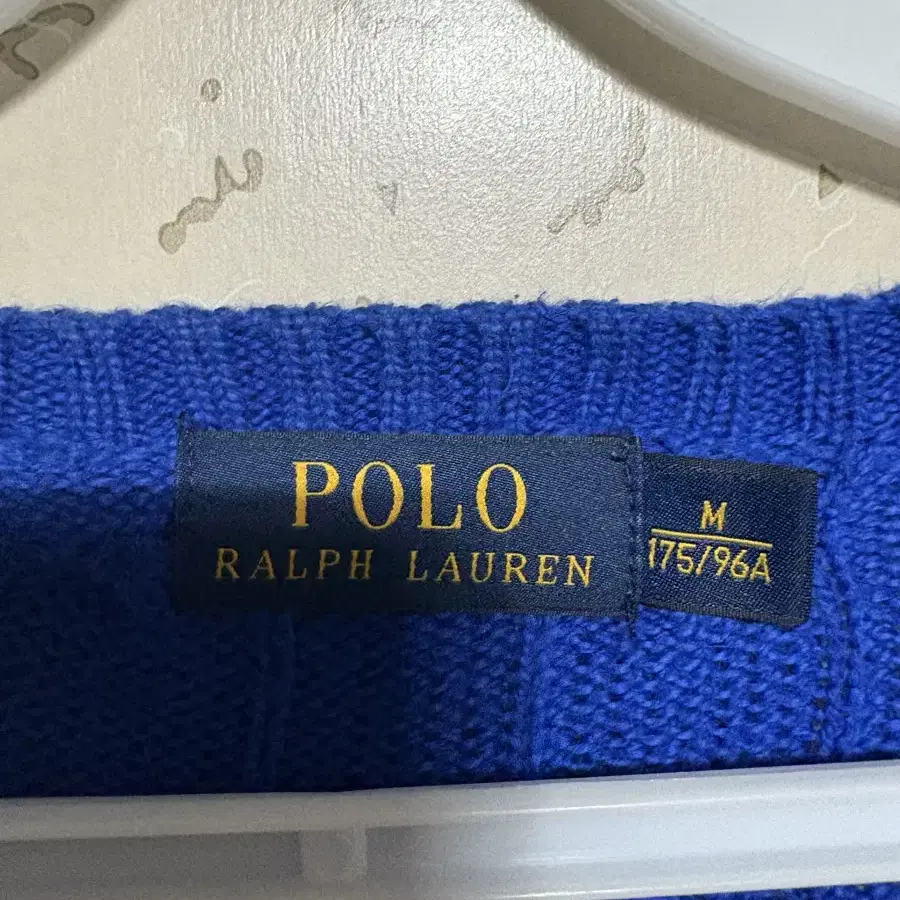 POLO
RALPH LAUREN
M
175/96A